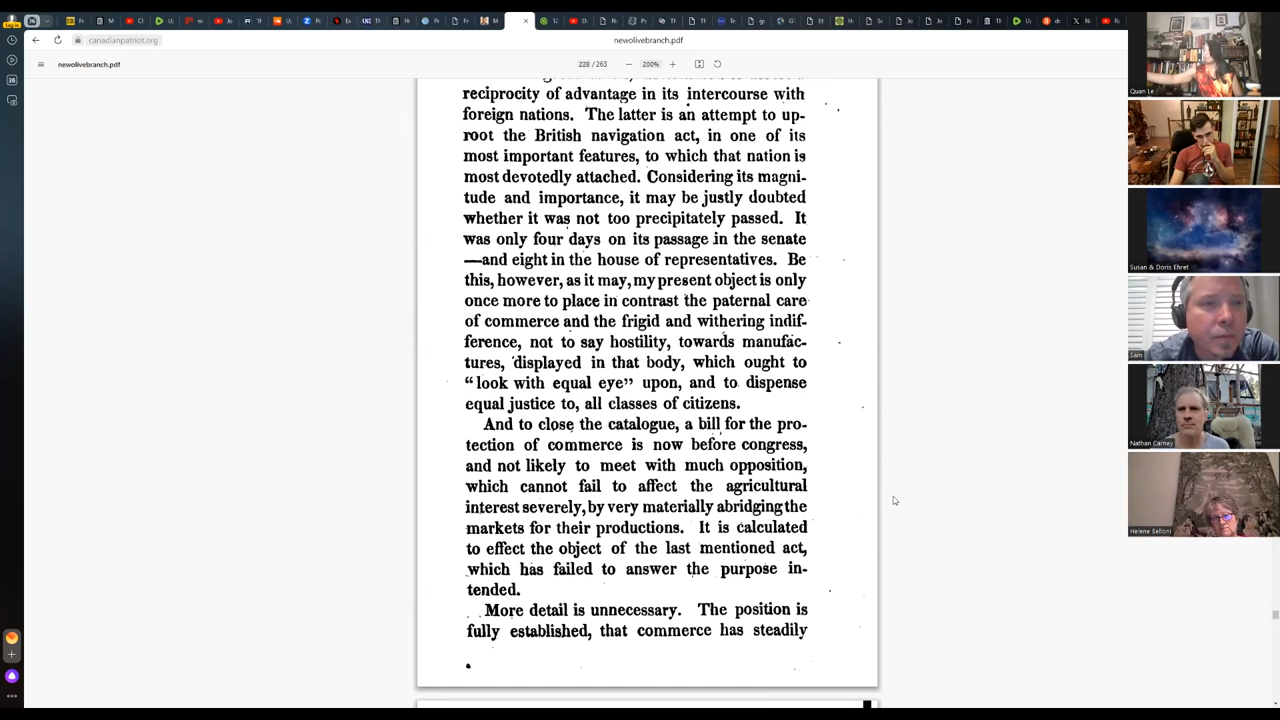 canadianpatriot.org
newolivebranch.pdf
newolivebranch.pdf
228 / 263
200%
reciprocity of advantage in its intercourse with
foreign nations. The latter is an attempt to up-
root the British navigation act, in one of its
most important features, to which that nation is
most devotedly attached. Considering its magni-
tude and importance, it may be justly doubted
whether it was not too precipitately passed. It
was only four days on its passage in the senate
—and eight in the house of representatives. Be
this, however, as it may, my present object is only
once more to place in contrast the paternal care
of commerce and the frigid and withering indif-
ference, not to say hostility, towards manufac-
tures, displayed in that body, which ought to
“look with equal eye” upon, and to dispense
equal justice to, all classes of citizens.
And to close the catalogue, a bill for the pro-
tection of commerce is now before congress,
and not likely to meet with much opposition,
which cannot fail to affect the agricultural
interest severely, by very materially abridging the
markets for their productions. It is calculated
to effect the object of the last mentioned act,
which has failed to answer the purpose in-
tended.
More detail is unnecessary. The position is
fully established, that commerce has steadily
Quan Le
Susan & Doris Ehret
Sam
Nathan Carney
Helene Belloni